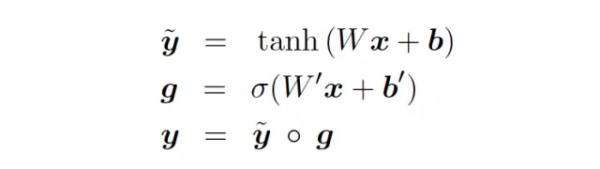 ỹ = tanh (Wx + b)
g = σ(W′x + b′)
y = ỹ ∘ g